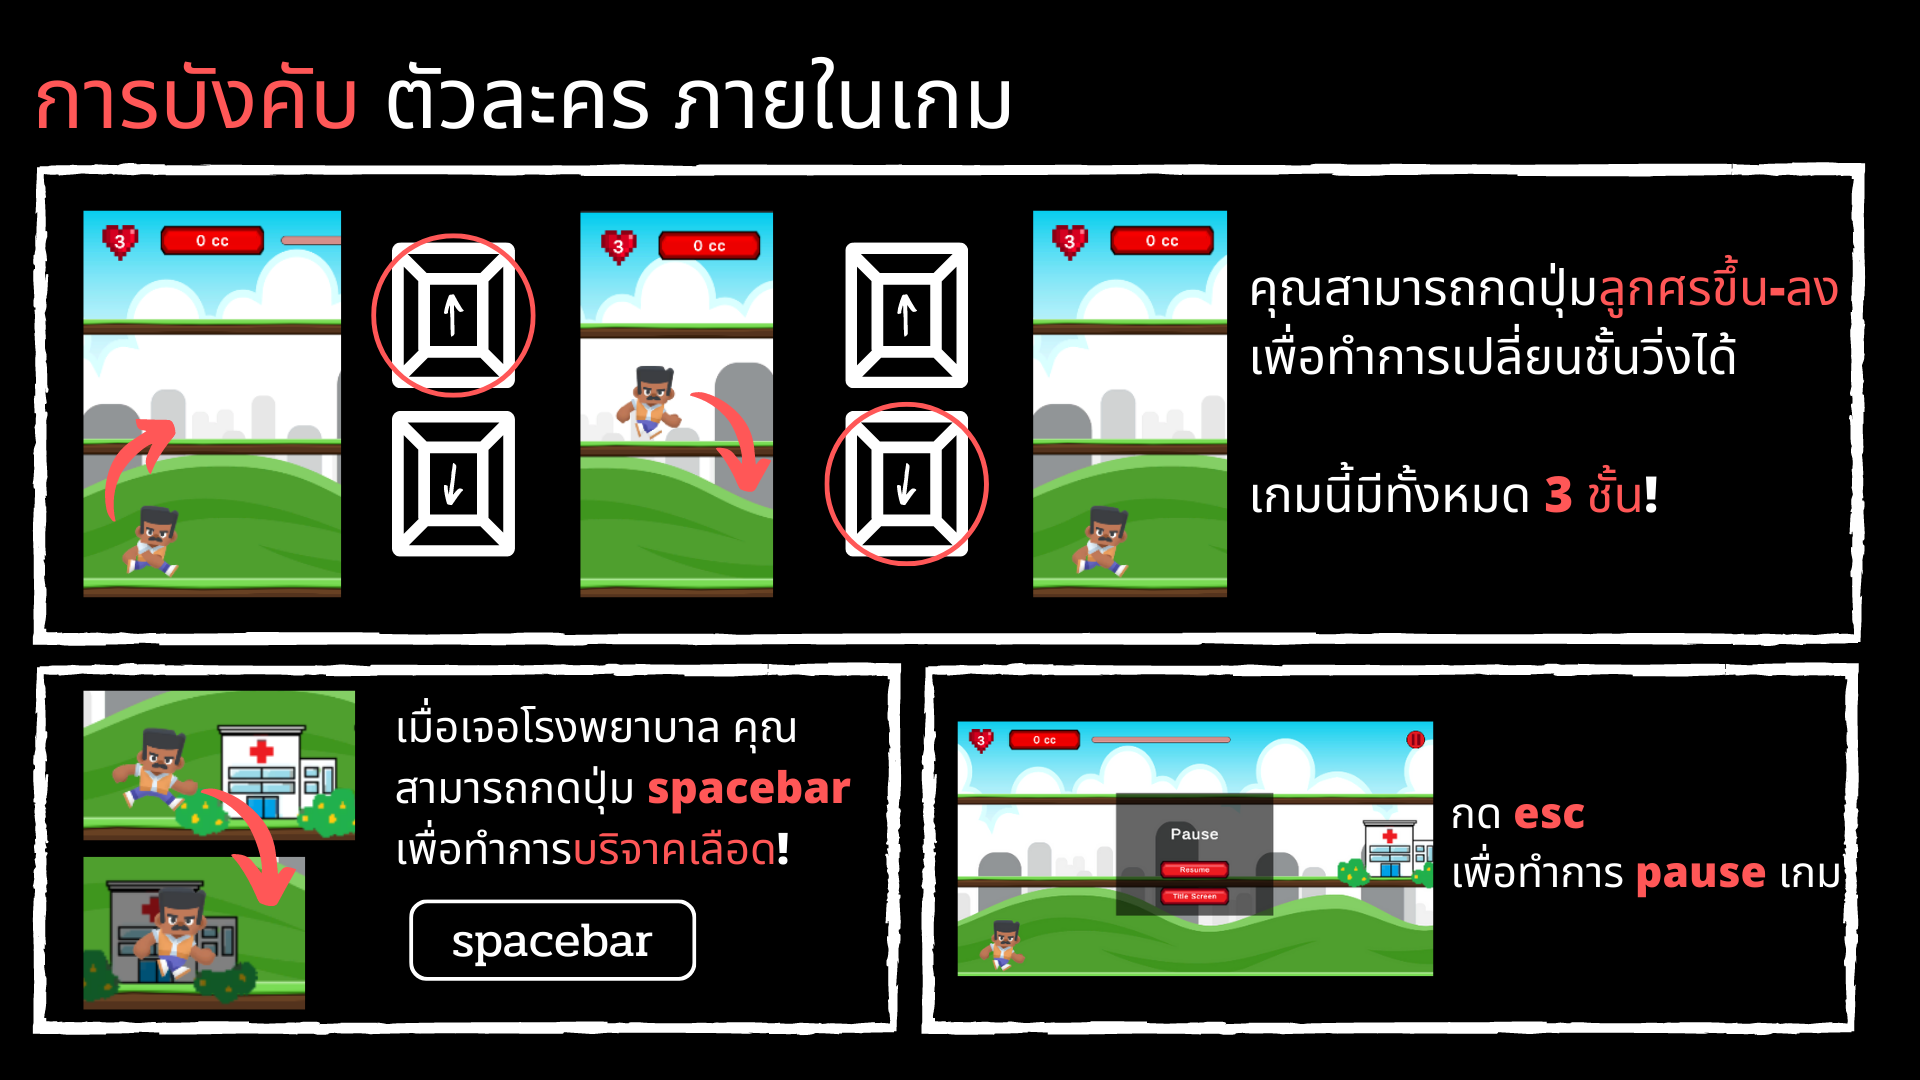 การบังคับ ตัวละคร ภายในเกม
3 0 cc
3 0 cc
3 0 cc
คุณสามารถกดปุ่มลูกศรขึ้น-ลง
เพื่อทำการเปลี่ยนชั้นวิ่งได้
เกมนี้มีทั้งหมด 3 ชั้น!
เมื่อเจอโรงพยาบาล คุณ
สามารถกดปุ่ม spacebar
เพื่อทำการบริจาคเลือด!
spacebar
3 0 cc
Pause
Resume
Title Screen
กด esc
เพื่อทำการ pause เกม